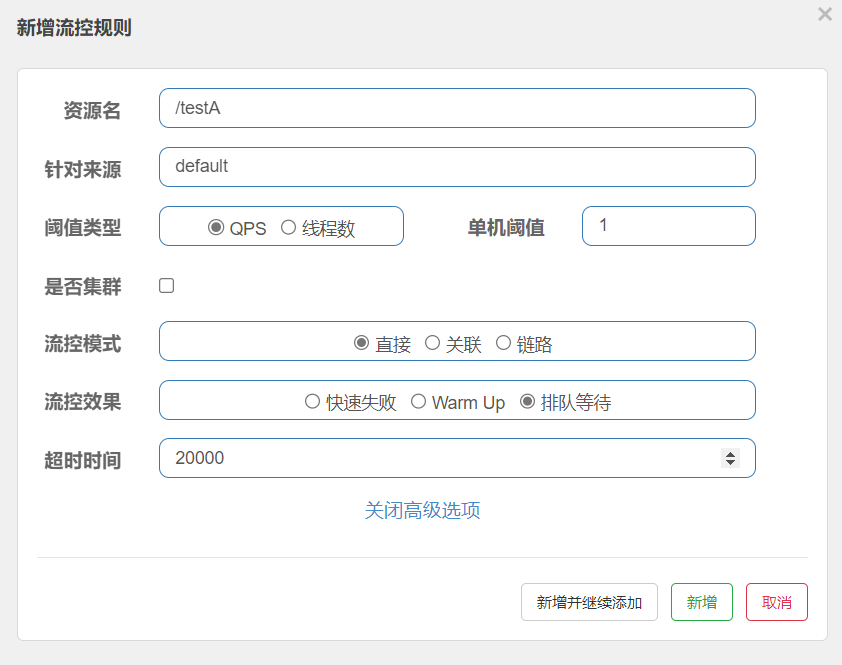 新增流控规则
资源名 /testA
针对来源 default
阈值类型 QPS 线程数 单机阈值 1
是否集群
流控模式 直接 关联 链路
流控效果 快速失败 Warm Up 排队等待
超时时间 20000
关闭高级选项
新增并继续添加 新增 取消